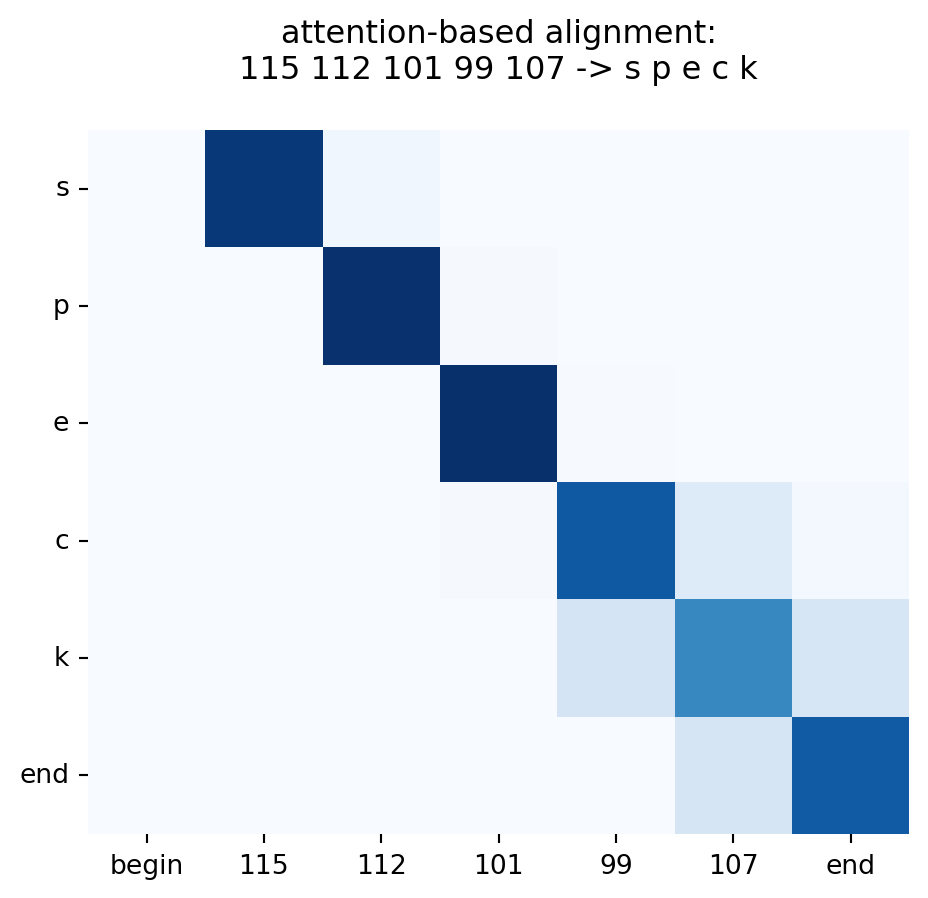 attention-based alignment:
115 112 101 99 107 -> s p e c k
s
p
e
c
k
end
begin 115 112 101 99 107 end